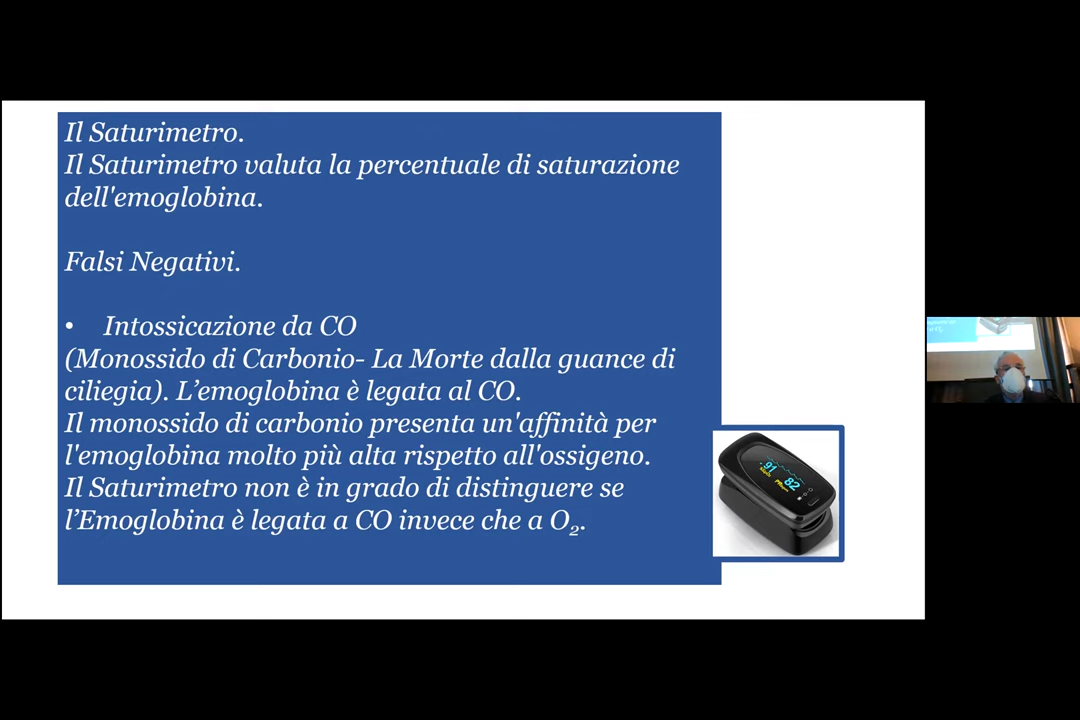 Il Saturimetro.
Il Saturimetro valuta la percentuale di saturazione
dell'emoglobina.
Falsi Negativi.
• Intossicazione da CO
(Monossido di Carbonio- La Morte dalla guance di
ciliegia). L’emoglobina è legata al CO.
Il monossido di carbonio presenta un'affinità per
l'emoglobina molto più alta rispetto all'ossigeno.
Il Saturimetro non è in grado di distinguere se
l’Emoglobina è legata a CO invece che a O₂.
91
82